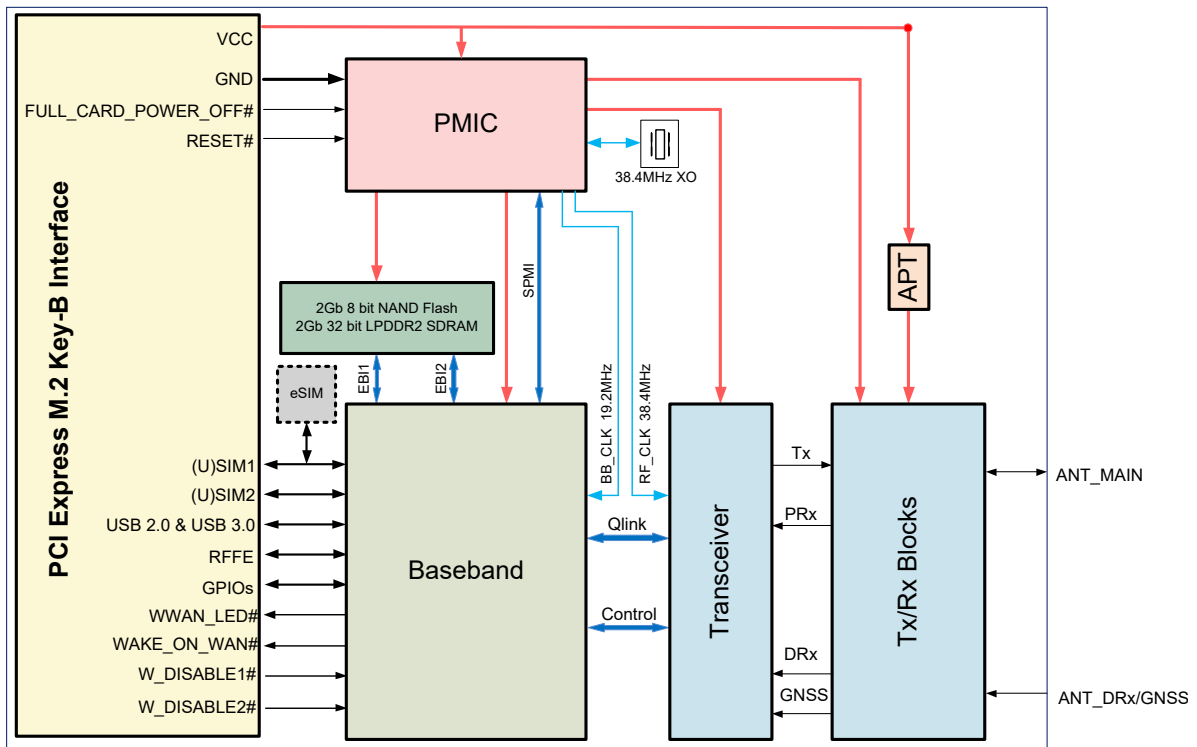 PCI Express M.2 Key-B Interface
VCC
GND
FULL_CARD_POWER_OFF#
RESET#
PMIC
38.4MHz XO
APT
2Gb 8 bit NAND Flash
2Gb 32 bit LPDDR2 SDRAM
SPMI
EBI1
EBI2
BB_CLK 19.2MHz
RF_CLK 38.4MHz
eSIM
(U)SIM1
(U)SIM2
USB 2.0 & USB 3.0
RFFE
GPIOs
WWAN_LED#
WAKE_ON_WAN#
W_DISABLE1#
W_DISABLE2#
Baseband
Qlink
Control
Transceiver
Tx
PRx
DRx
GNSS
Tx/Rx Blocks
ANT_MAIN
ANT_DRx/GNSS